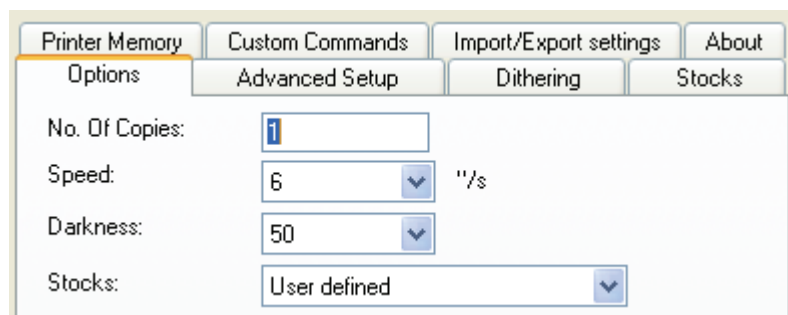 Printer Memory Custom Commands Import/Export settings About
Options Advanced Setup Dithering Stocks
No. Of Copies: 1
Speed: 6 "/s
Darkness: 50
Stocks: User defined